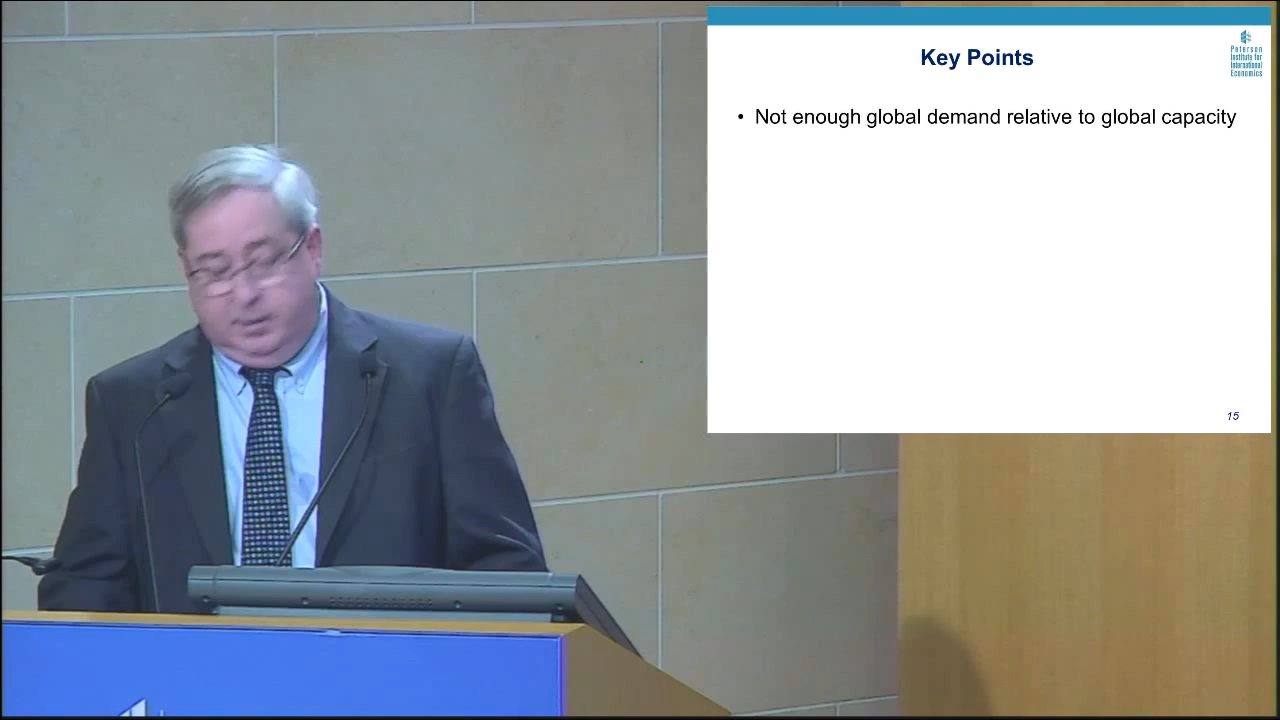 Key Points
Peterson
Institute for
International
Economics
• Not enough global demand relative to global capacity
15